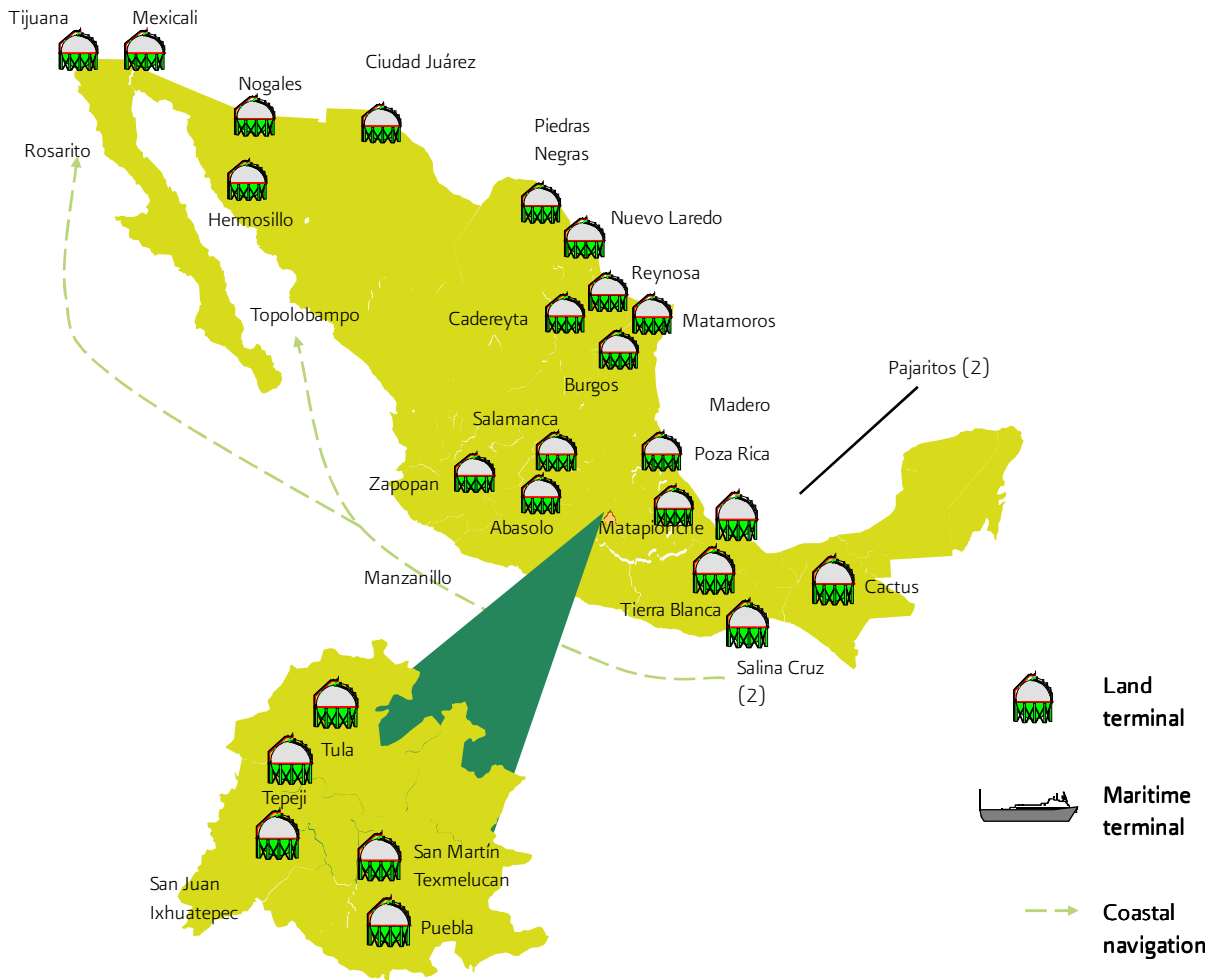 Tijuana
Mexicali
Ciudad Juárez
Nogales
Piedras
Negras
Rosarito
Hermosillo
Nuevo Laredo
Reynosa
Topolobampo
Cadereyta
Matamoros
Pajaritos (2)
Burgos
Madero
Salamanca
Poza Rica
Zapopan
Abasolo
Matapionche
Manzanillo
Cactus
Tierra Blanca
Salina Cruz
(2)
Land
terminal
Tula
Tepeji
Maritime
terminal
San Martín
Texmelucan
San Juan
Ixhuatepec
Puebla
Coastal
navigation